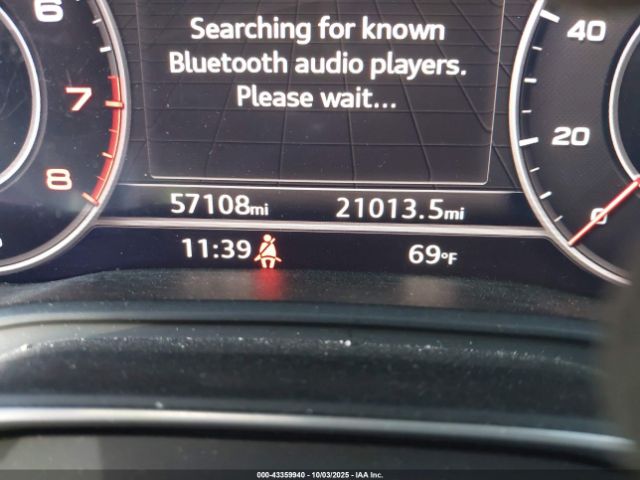 Searching for known
Bluetooth audio players.
Please wait...
6
7
8
40
20
0
57108mi 21013.5mi
11:39 69°F
000-43359940 - 10/03/2025 - IAA Inc.